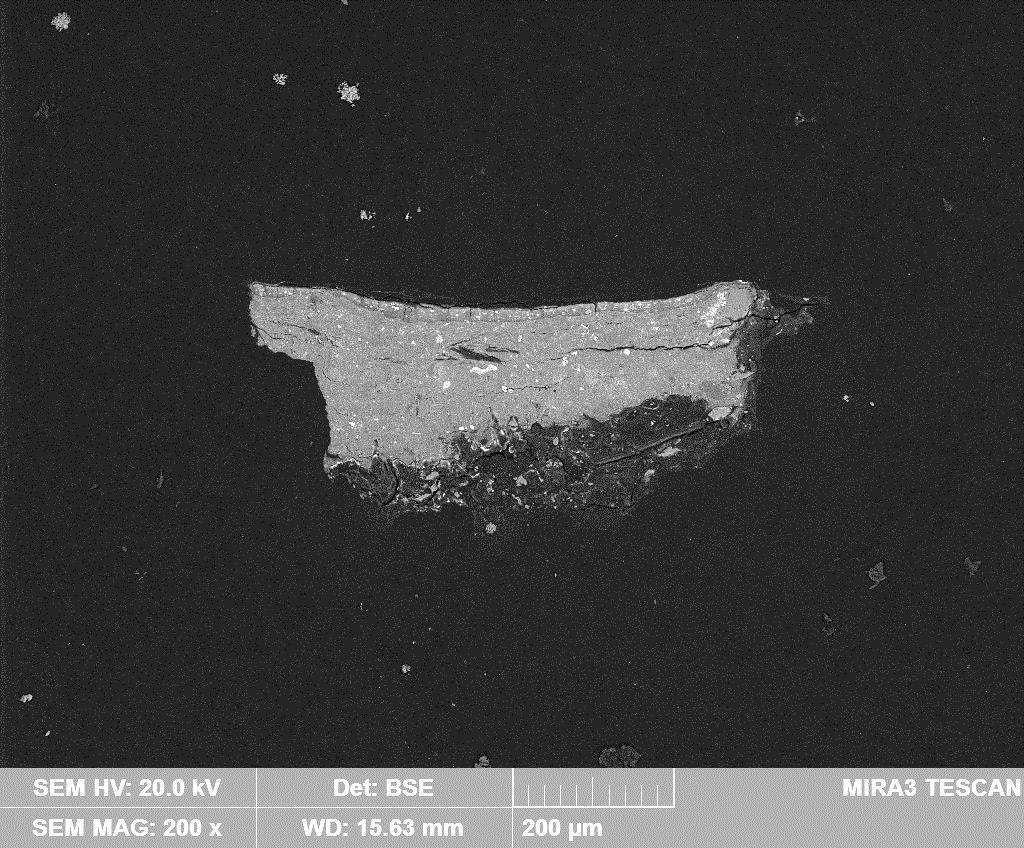 SEM HV: 20.0 kV
Det: BSE
MIRA3 TESCAN
SEM MAG: 200 x
WD: 15.63 mm
200 µm